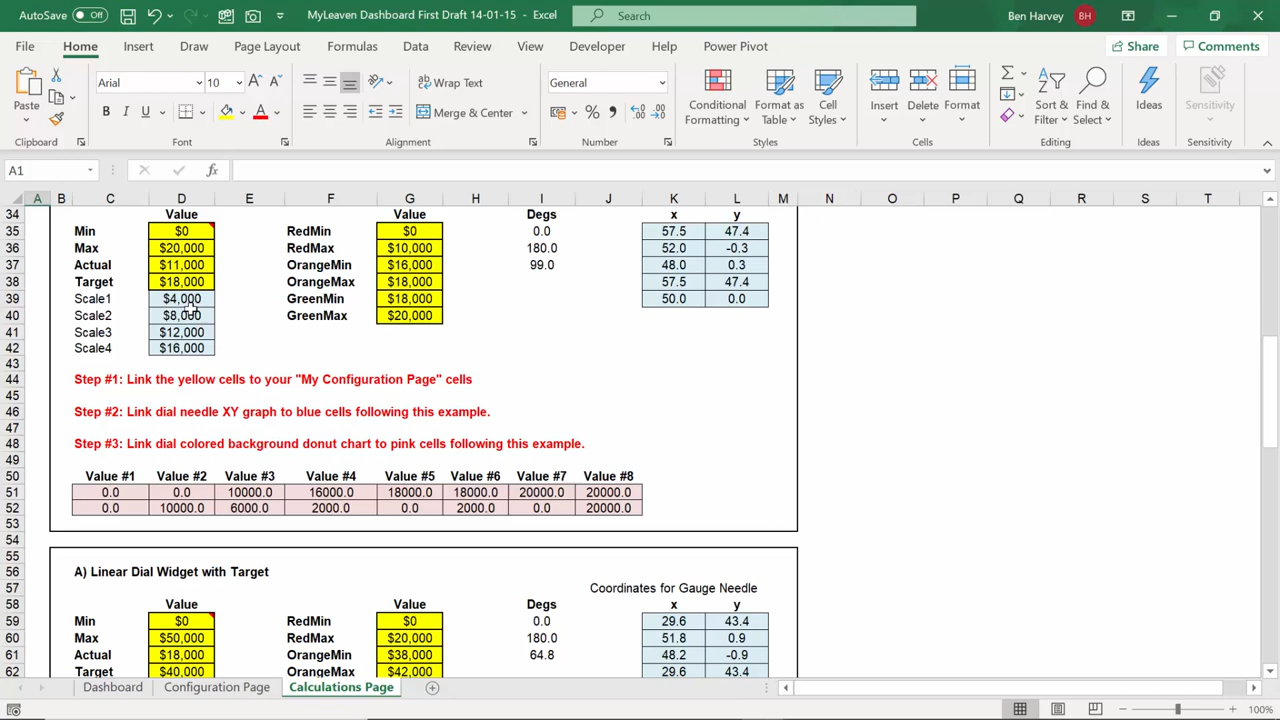 AutoSave Off MyLeaven Dashboard First Draft 14-01-15 - Excel Search Ben Harvey BH
File Home Insert Draw Page Layout Formulas Data Review View Developer Help Power Pivot Share Comments
Paste Arial 10 Wrap Text General Conditional Formatting Format as Table Cell Styles Insert Delete Format Sort & Filter Find & Select Ideas Sensitivity
B I U A Merge & Center % ,
Clipboard Font Alignment Number Styles Cells Editing Ideas Sensitivity
A1 fx
A B C D E F G H I J K L M N O P Q R S T
34 Value Value Degs x y
35 Min $0 RedMin $0 0.0 57.5 47.4
36 Max $20,000 RedMax $10,000 180.0 52.0 -0.3
37 Actual $11,000 OrangeMin $16,000 99.0 48.0 0.3
38 Target $18,000 OrangeMax $18,000 57.5 47.4
39 Scale1 $4,000 GreenMin $18,000 50.0 0.0
40 Scale2 $8,000 GreenMax $20,000
41 Scale3 $12,000
42 Scale4 $16,000
43
44 Step #1: Link the yellow cells to your "My Configuration Page" cells
45
46 Step #2: Link dial needle XY graph to blue cells following this example.
47
48 Step #3: Link dial colored background donut chart to pink cells following this example.
49
50 Value #1 Value #2 Value #3 Value #4 Value #5 Value #6 Value #7 Value #8
51 0.0 0.0 10000.0 16000.0 18000.0 18000.0 20000.0 20000.0
52 0.0 10000.0 6000.0 2000.0 0.0 2000.0 0.0 20000.0
53
54
55
56 A) Linear Dial Widget with Target
57 Coordinates for Gauge Needle
58 Value Value Degs x y
59 Min $0 RedMin $0 0.0 29.6 43.4
60 Max $50,000 RedMax $20,000 180.0 51.8 0.9
61 Actual $18,000 OrangeMin $38,000 64.8 48.2 -0.9
62 Target $40,000 OrangeMax $42,000 29.6 43.4
Dashboard Configuration Page Calculations Page
100%